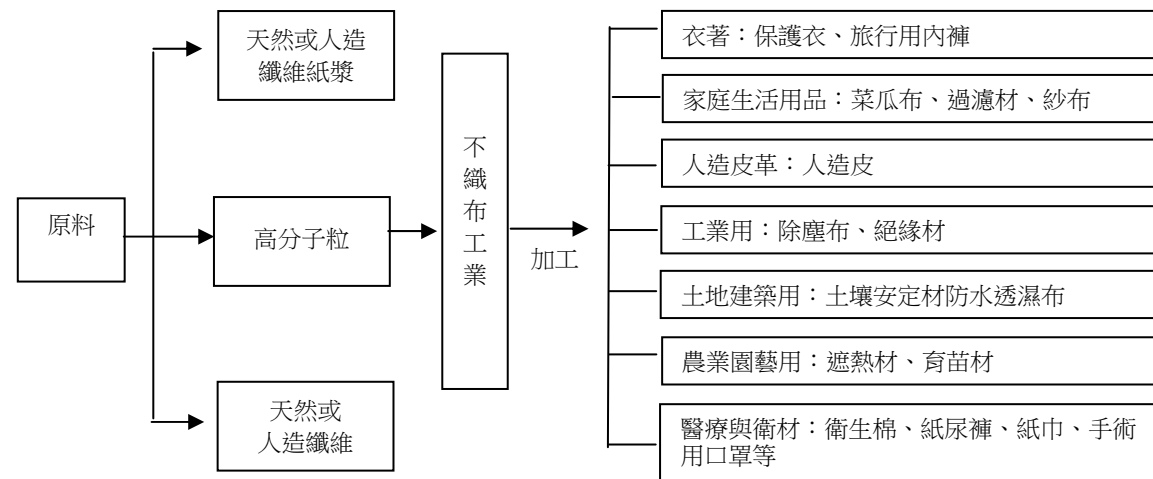 原料
天然或人造
纖維紙漿
高分子粒
天然或
人造纖維
不
織
布
工
業
加工
衣著：保護衣、旅行用內褲
家庭生活用品：菜瓜布、過濾材、紗布
人造皮革：人造皮
工業用：除塵布、絕緣材
土地建築用：土壤安定材防水透濕布
農業園藝用：遮熱材、育苗材
醫療與衛材：衛生棉、紙尿褲、紙巾、手術
用口罩等